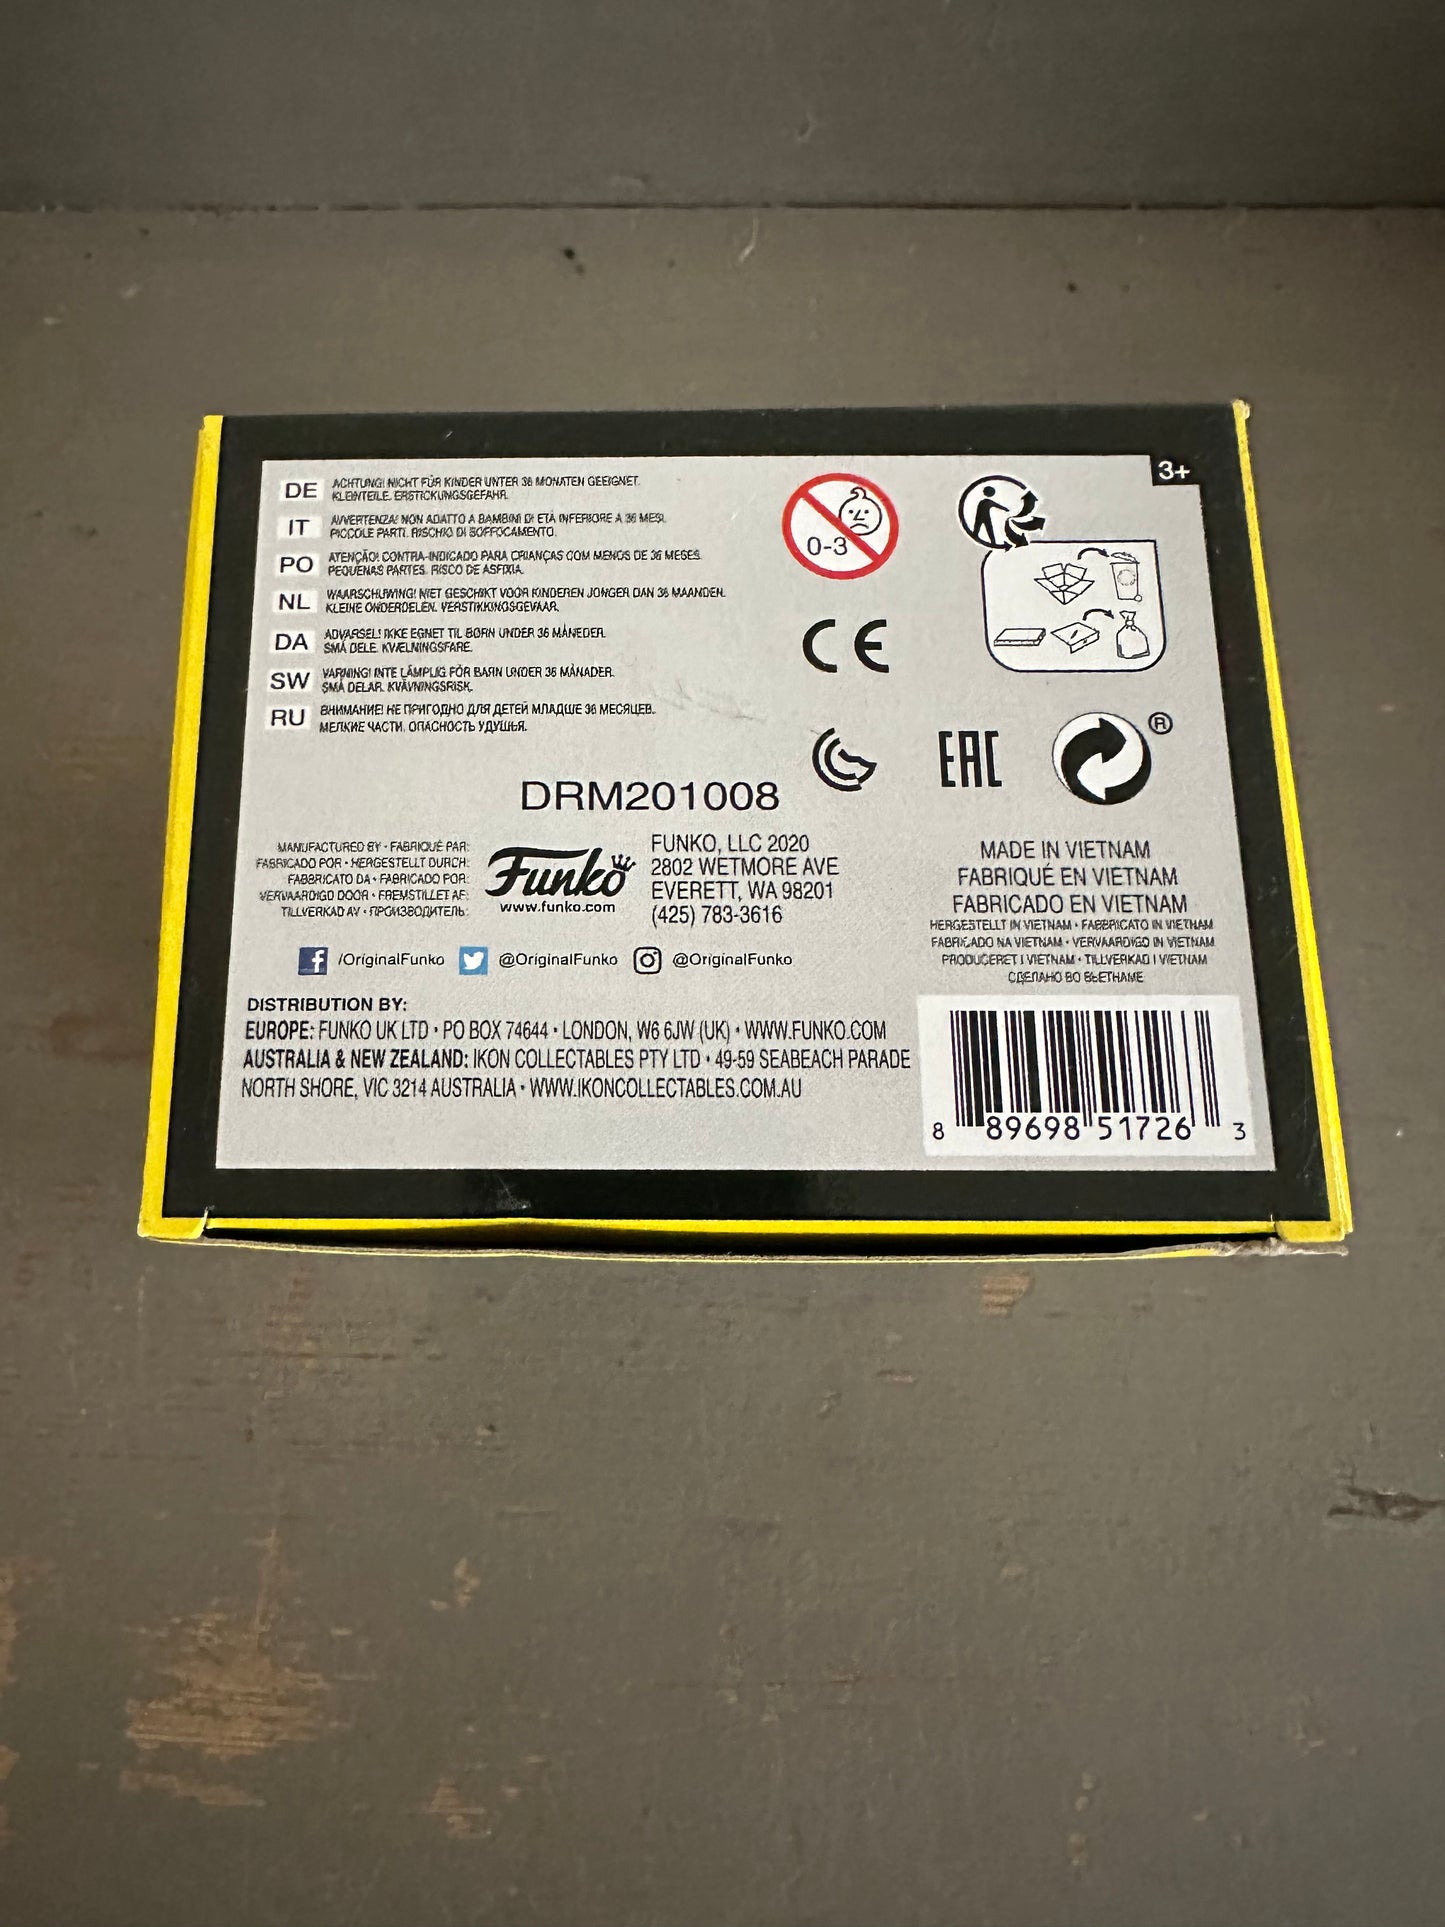 3+
DE ACHTUNG! NICHT FÜR KINDER UNTER 36 MONATEN GEEIGNET.
KLEINTEILE. ERSTICKUNGSGEFAHR.
IT AVVERTENZA! NON ADATTO A BAMBINI DI ETÀ INFERIORE A 36 MESI.
PICCOLE PARTI. RISCHIO DI SOFFOCAMENTO.
PO ATENÇÃO! CONTRA-INDICADO PARA CRIANÇAS COM MENOS DE 36 MESES.
PEQUENAS PARTES. RISCO DE ASFIXIA.
NL WAARSCHUWING! NIET GESCHIKT VOOR KINDEREN JONGER DAN 36 MAANDEN.
KLEINE ONDERDELEN. VERSTIKKINGSGEVAAR.
DA ADVARSEL! IKKE EGNET TIL BØRN UNDER 36 MÅNEDER.
SMÅ DELE. KVÆLNINGSFARE.
SW VARNING! INTE LÄMPLIG FÖR BARN UNDER 36 MÅNADER.
SMÅ DELAR. KVÄVNINGSRISK.
RU ВНИМАНИЕ! НЕ ПРИГОДНО ДЛЯ ДЕТЕЙ МЛАДШЕ 36 МЕСЯЦЕВ.
МЕЛКИЕ ЧАСТИ. ОПАСНОСТЬ УДУШЬЯ.
0-3
CE
EAC
®
DRM201008
MANUFACTURED BY • FABRIQUÉ PAR:
FABRICADO POR • HERGESTELLT DURCH:
FABBRICATO DA • FABRICADO POR:
VERVAARDIGD DOOR • FREMSTILLET AF:
TILLVERKAD AV • ПРОИЗВОДИТЕЛЬ:
Funko
www.funko.com
FUNKO, LLC 2020
2802 WETMORE AVE
EVERETT, WA 98201
(425) 783-3616
/OriginalFunko @OriginalFunko @OriginalFunko
MADE IN VIETNAM
FABRIQUÉ EN VIETNAM
FABRICADO EN VIETNAM
HERGESTELLT IN VIETNAM • FABBRICATO IN VIETNAM
FABRICADO NA VIETNAM • VERVAARDIGD IN VIETNAM
PRODUCERET I VIETNAM • TILLVERKAD I VIETNAM
СДЕЛАНО ВО ВЬЕТНАМЕ
DISTRIBUTION BY:
EUROPE: FUNKO UK LTD • PO BOX 74644 • LONDON, W6 6JW (UK) • WWW.FUNKO.COM
AUSTRALIA & NEW ZEALAND: IKON COLLECTABLES PTY LTD • 49-59 SEABEACH PARADE
NORTH SHORE, VIC 3214 AUSTRALIA • WWW.IKONCOLLECTABLES.COM.AU
8 89698 51726 3